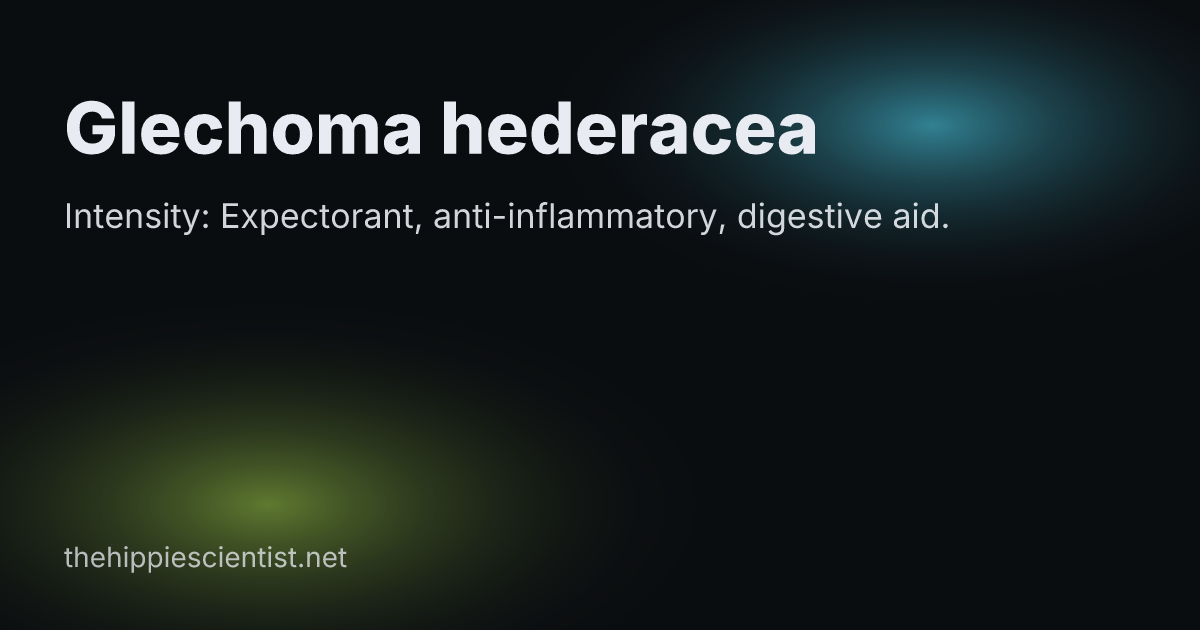 Glechoma hederacea
Intensity: Expectorant, anti-inflammatory, digestive aid.
thehippiescientist.net